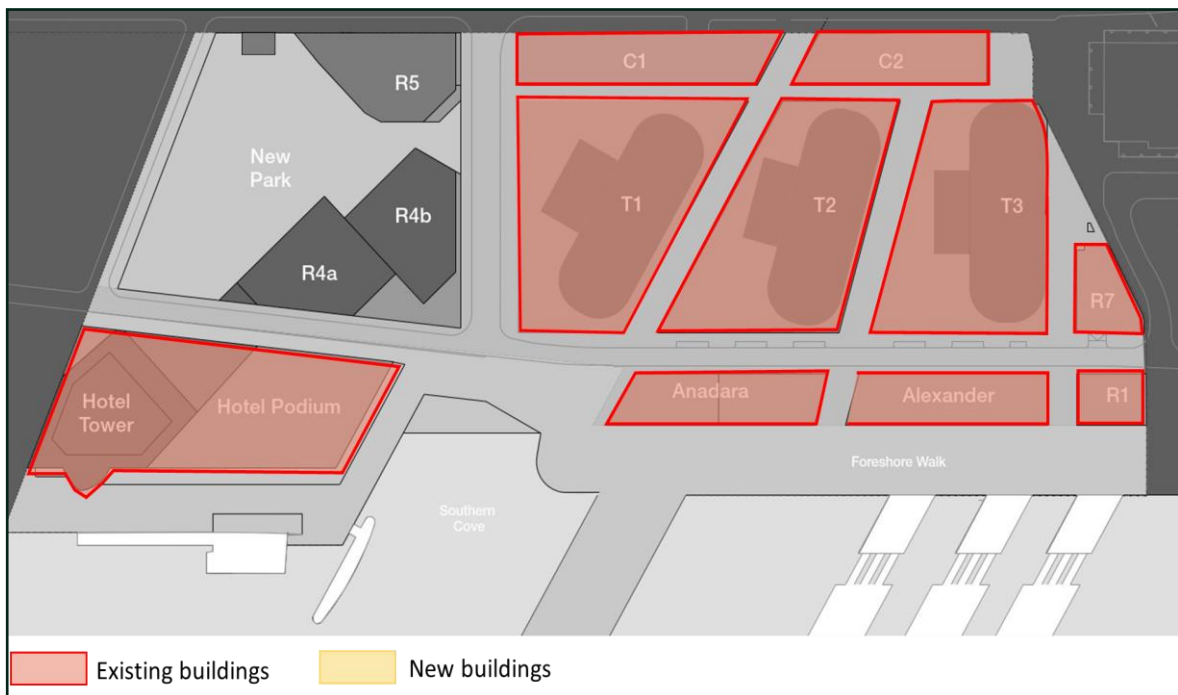 C1
C2
R5
New
Park
R4b
T1
T2
T3
R4a
R7
Hotel
Tower
Hotel Podium
Anadara
Alexander
R1
Foreshore Walk
Southern
Cove
Existing buildings
New buildings